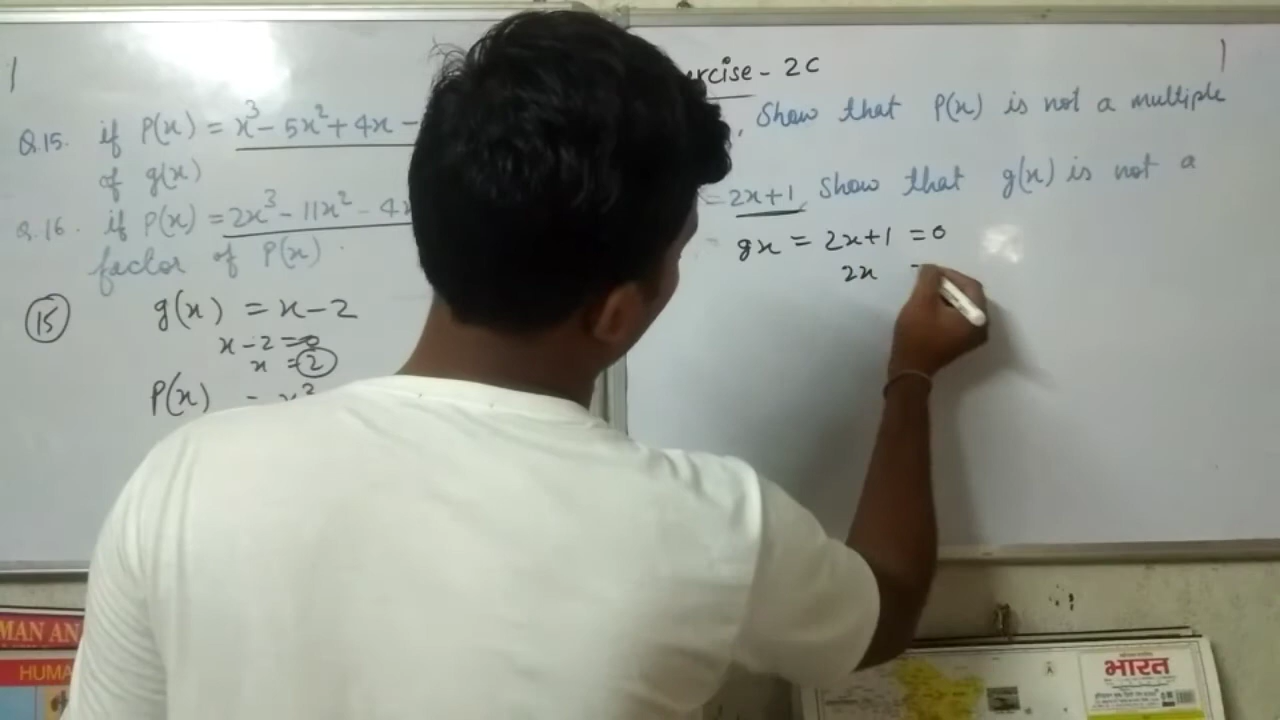 ercise - 2C
Q.15. if P(x) = x³ - 5x² + 4x - , Show that P(x) is not a multiple
of g(x)
Q.16. if P(x) = 2x³ - 11x² - 4x = 2x+1, Show that g(x) is not a
factor of P(x).
15 g(x) = x-2
x-2=0
x = 2
P(x) = x³
gx = 2x+1 = 0
2x =
MAN AN
HUMA
भारत